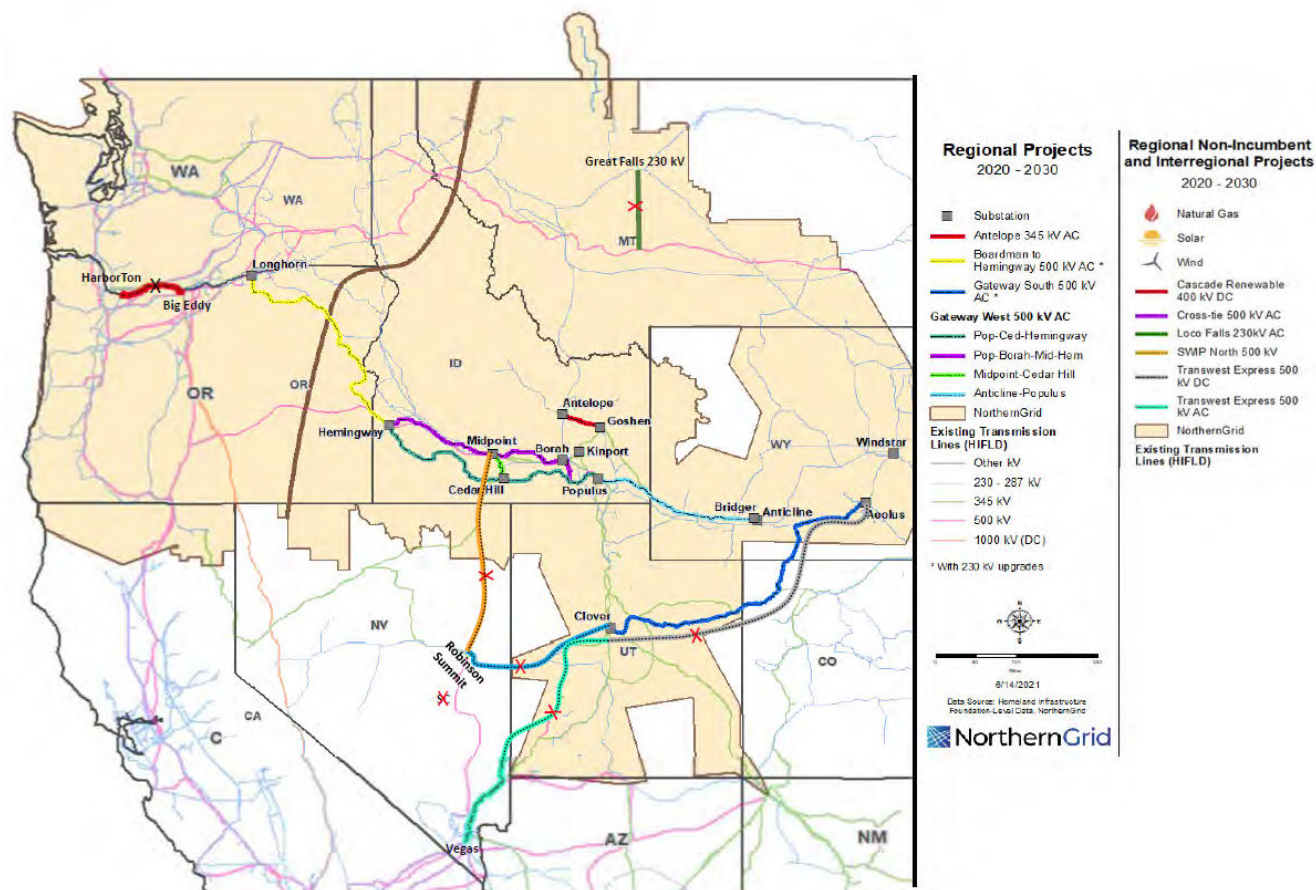 Great Falls 230 kV
WA
WA
MT
HarborTon
Longhorn
Big Eddy
OR
OR
ID
Antelope
Goshen
Hemingway
Midpoint
Borah
Kinport
Cedar Hill
Populus
WY
Windstar
Bridger
Anticline
Aeolus
Clover
NV
Robinson
Summit
UT
CO
CA
C
Vegas
AZ
NM
Regional Projects
2020 - 2030
Substation
Antelope 345 kV AC
Boardman to
Hemingway 500 kV AC *
Gateway South 500 kV
AC *
Gateway West 500 kV AC
Pop-Ced-Hemingway
Pop-Borah-Mid-Hem
Midpoint-Cedar Hill
Anticline-Populus
NorthernGrid
Existing Transmission
Lines (HIFLD)
Other kV
230 - 287 kV
345 kV
500 kV
1000 kV (DC)
* With 230 kV upgrades
N
W
E
S
Miles
6/14/2021
Data Source: Homeland Infrastructure
Foundation-Level Data, NorthernGrid
NorthernGrid
Regional Non-Incumbent
and Interregional Projects
2020 - 2030
Natural Gas
Solar
Wind
Cascade Renewable
400 kV DC
Cross-tie 500 kV AC
Loco Falls 230kV AC
SWIP North 500 kV
Transwest Express 500
kV DC
Transwest Express 500
kV AC
NorthernGrid
Existing Transmission
Lines (HIFLD)